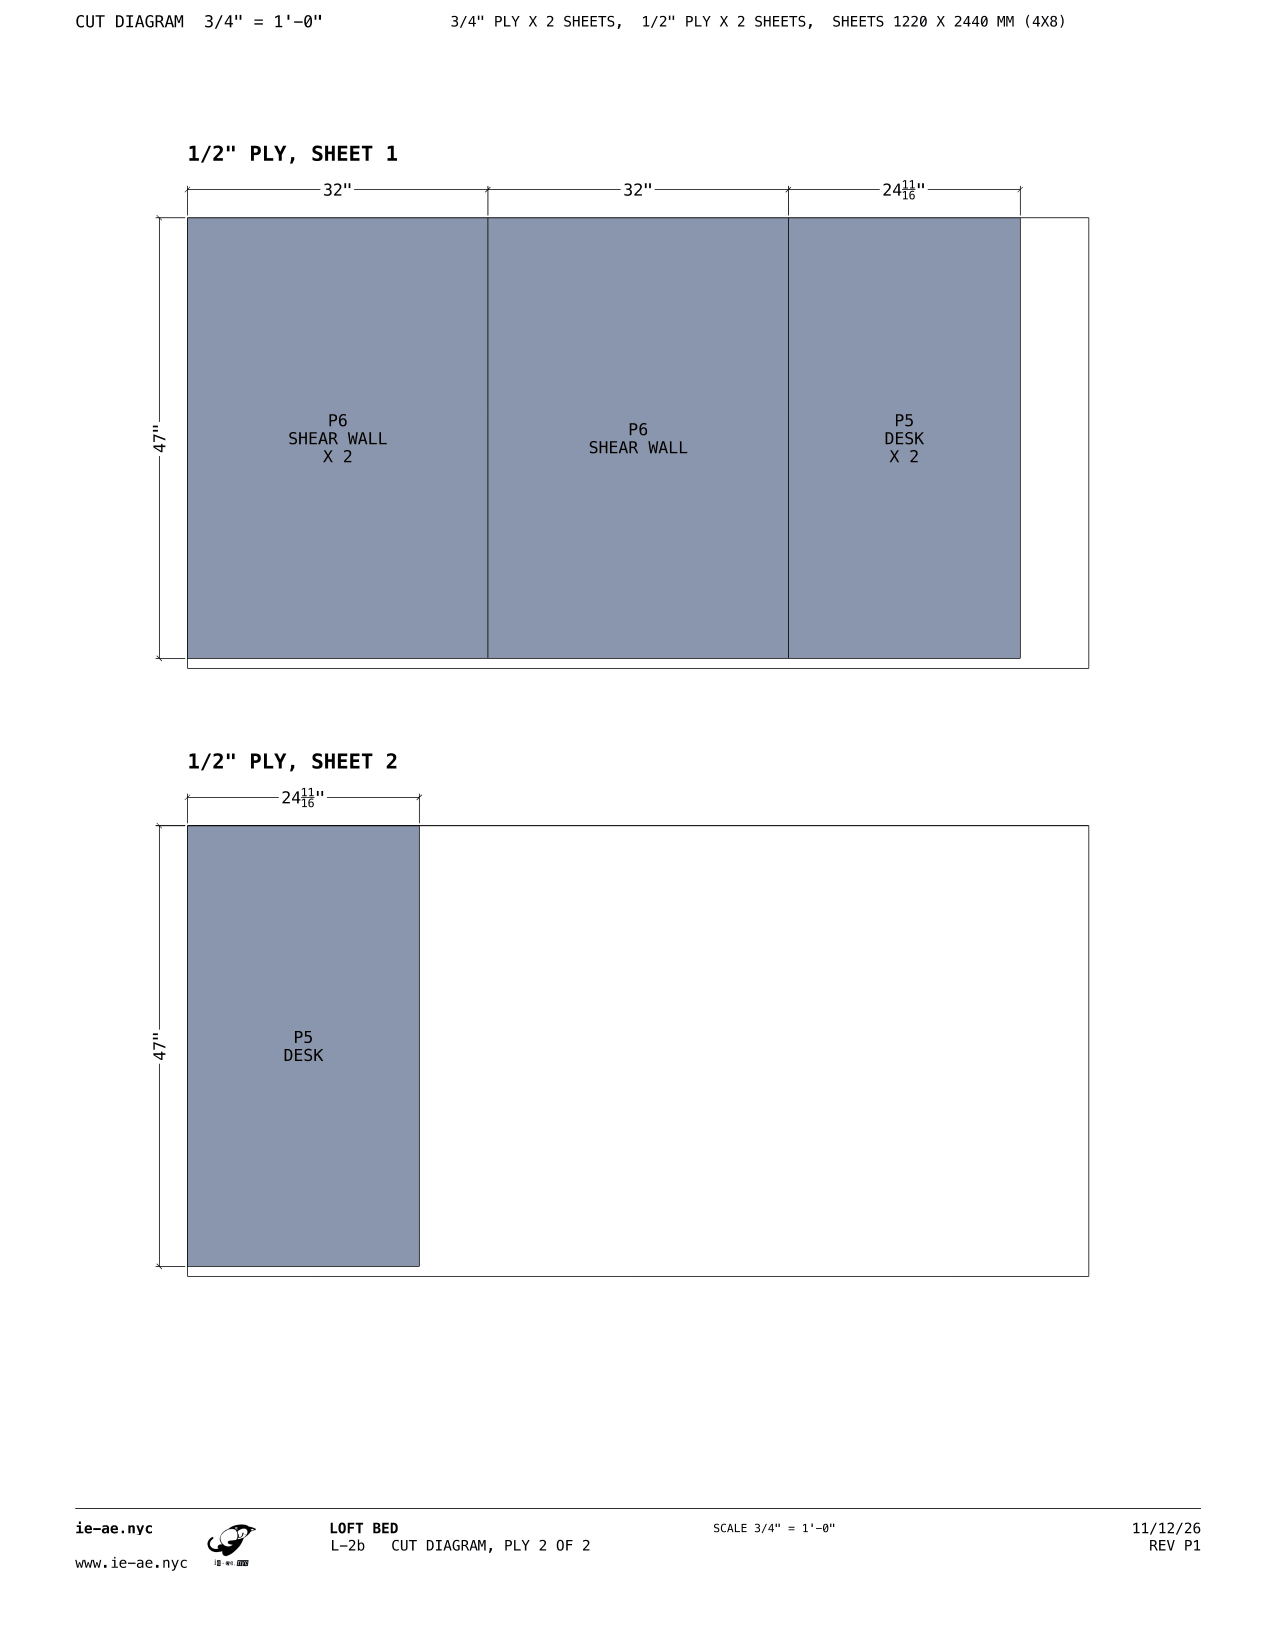 CUT DIAGRAM  3/4" = 1'-0"
3/4" PLY X 2 SHEETS,  1/2" PLY X 2 SHEETS,  SHEETS 1220 X 2440 MM (4X8)
1/2" PLY, SHEET 1
32"
32"
24 11/16"
47"
P6
SHEAR WALL
X 2
P6
SHEAR WALL
P5
DESK
X 2
1/2" PLY, SHEET 2
24 11/16"
47"
P5
DESK
ie-ae.nyc
www.ie-ae.nyc
ie-ae.nyc
LOFT BED
L-2b   CUT DIAGRAM, PLY 2 OF 2
SCALE 3/4" = 1'-0"
11/12/26
REV P1